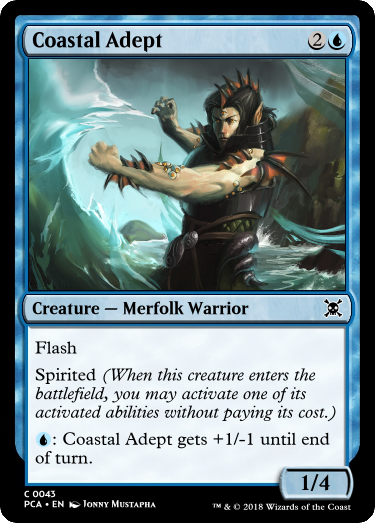 Coastal Adept 2
Creature — Merfolk Warrior
Flash
Spirited (When this creature enters the
battlefield, you may activate one of its
activated abilities without paying its cost.)
: Coastal Adept gets +1/-1 until end
of turn.
1/4
C 0043
PCA • EN Jonny Mustapha
™ & © 2018 Wizards of the Coast